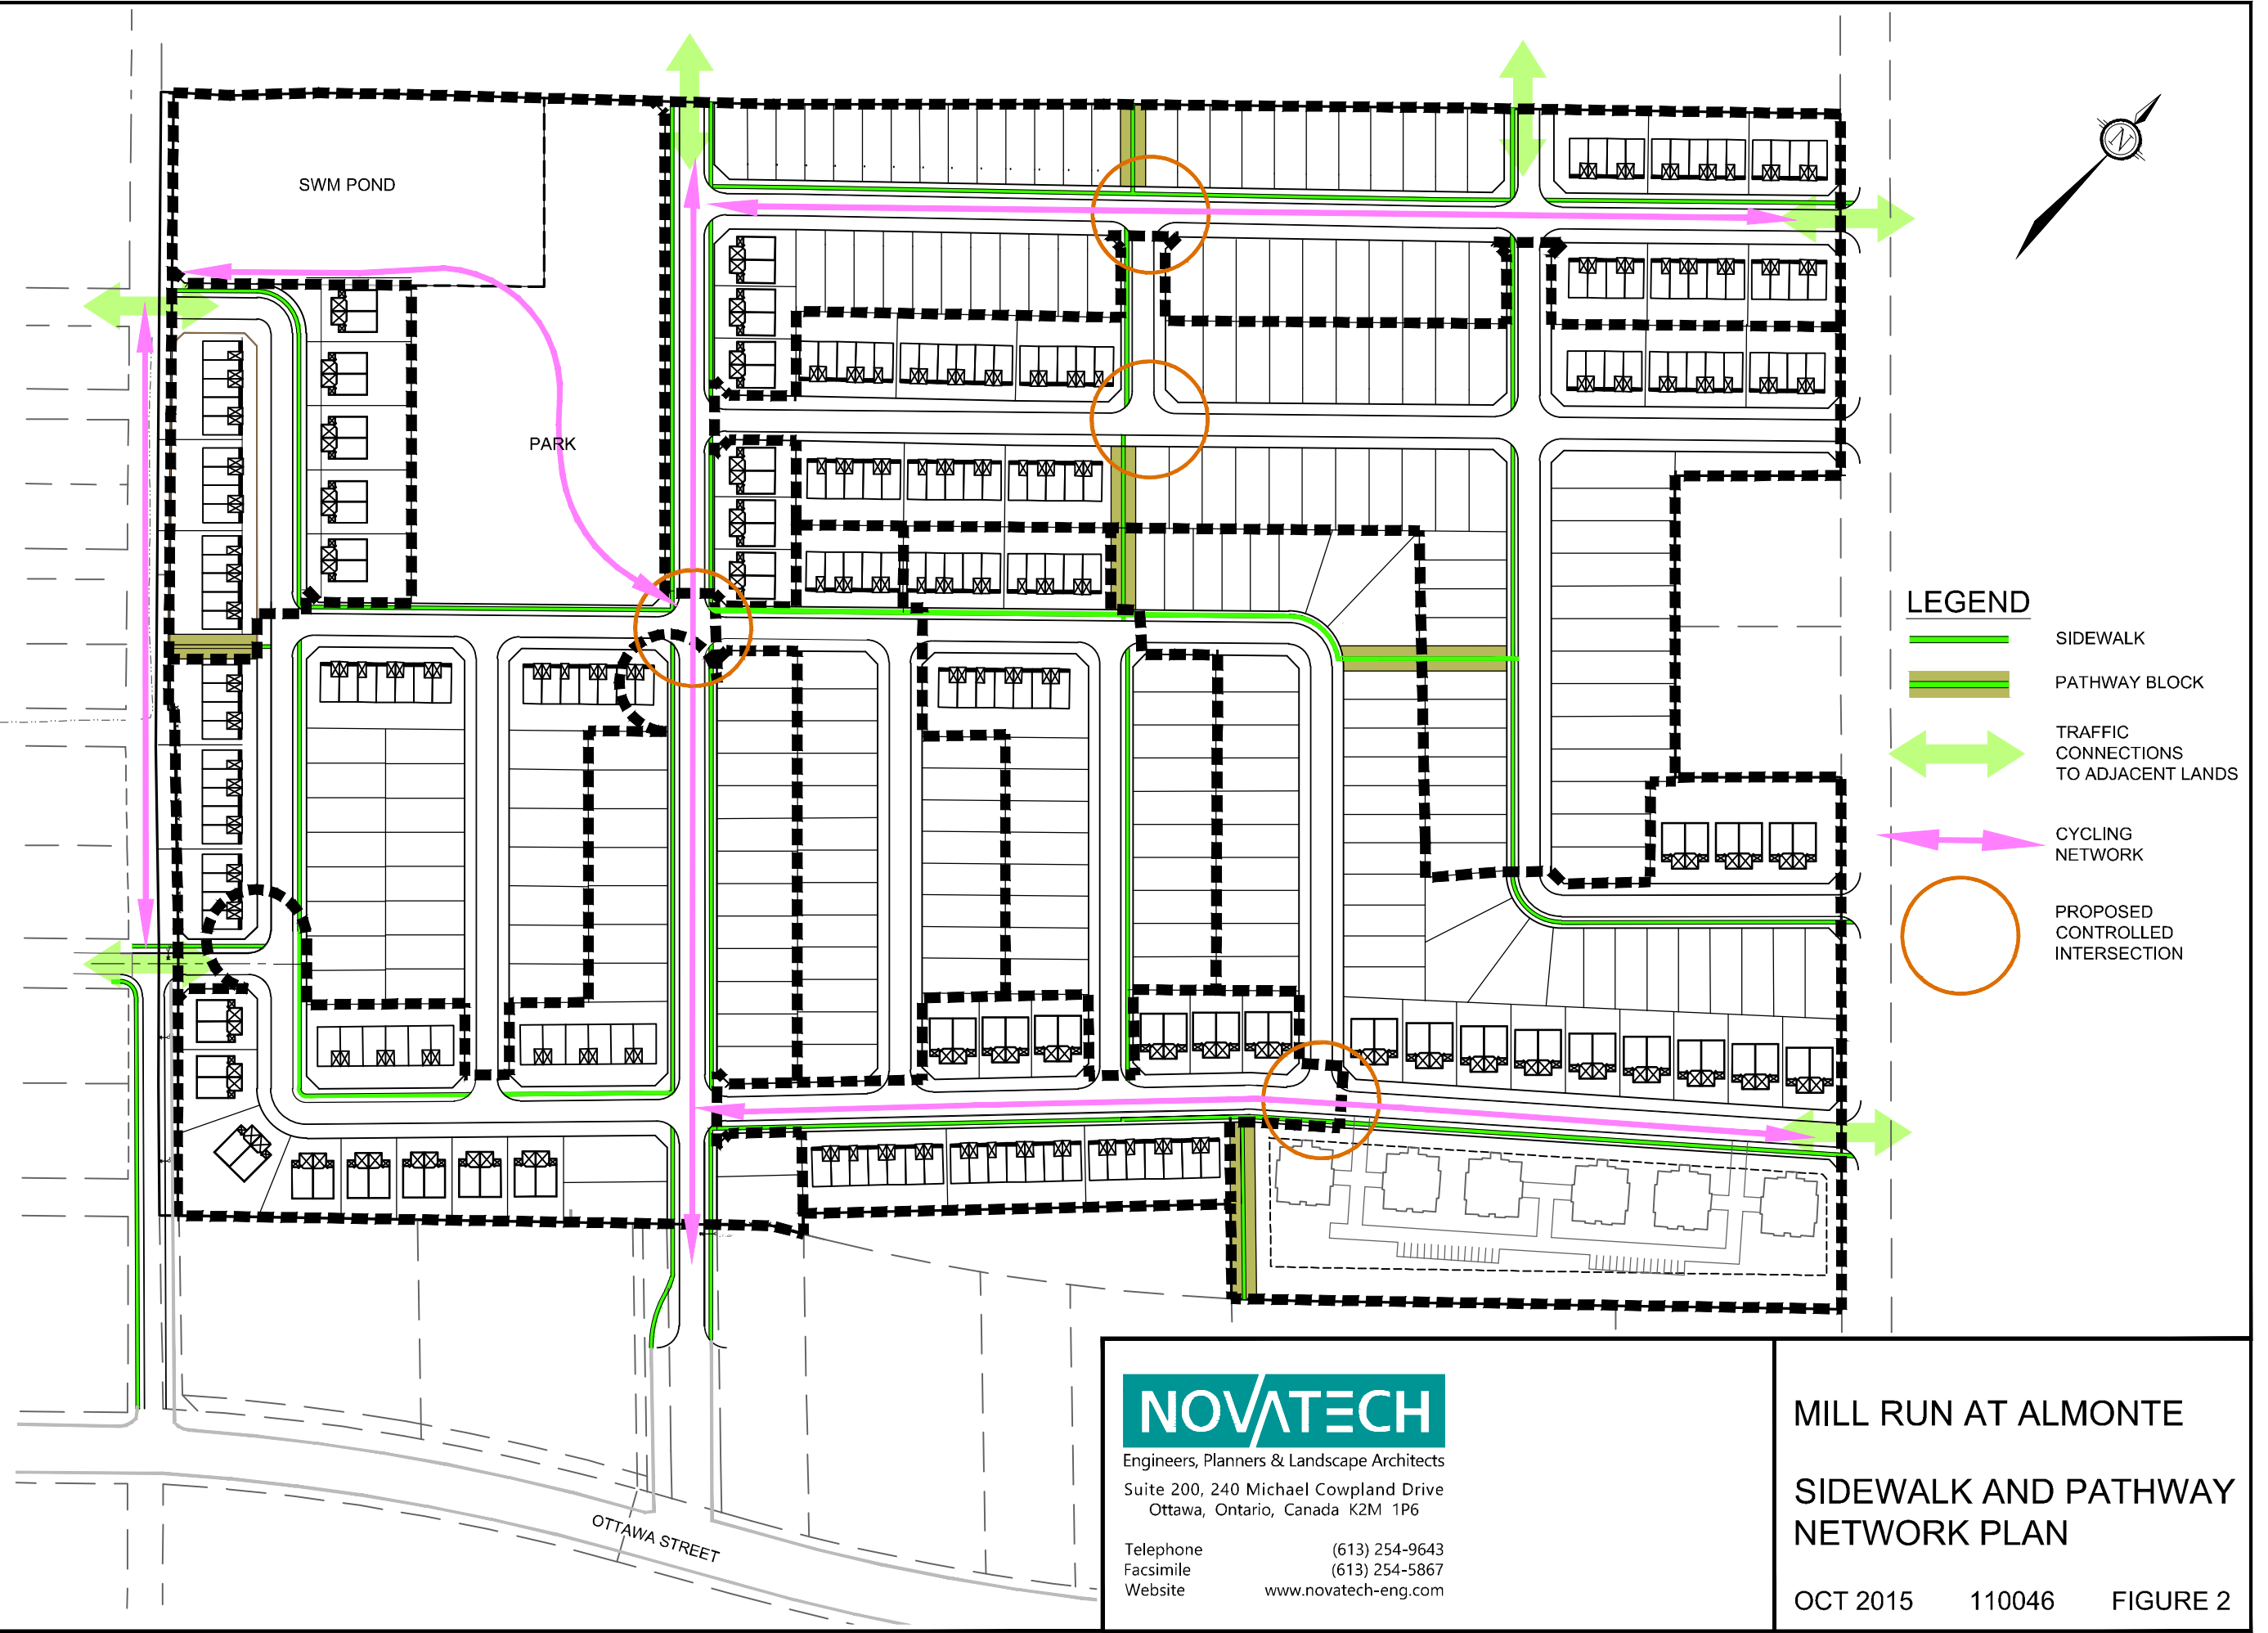 SWM POND
PARK
N
LEGEND
SIDEWALK
PATHWAY BLOCK
TRAFFIC
CONNECTIONS
TO ADJACENT LANDS
CYCLING
NETWORK
PROPOSED
CONTROLLED
INTERSECTION
OTTAWA STREET
NOVATECH
Engineers, Planners & Landscape Architects
Suite 200, 240 Michael Cowpland Drive
Ottawa, Ontario, Canada K2M 1P6
Telephone (613) 254-9643
Facsimile (613) 254-5867
Website www.novatech-eng.com
MILL RUN AT ALMONTE
SIDEWALK AND PATHWAY
NETWORK PLAN
OCT 2015 110046 FIGURE 2